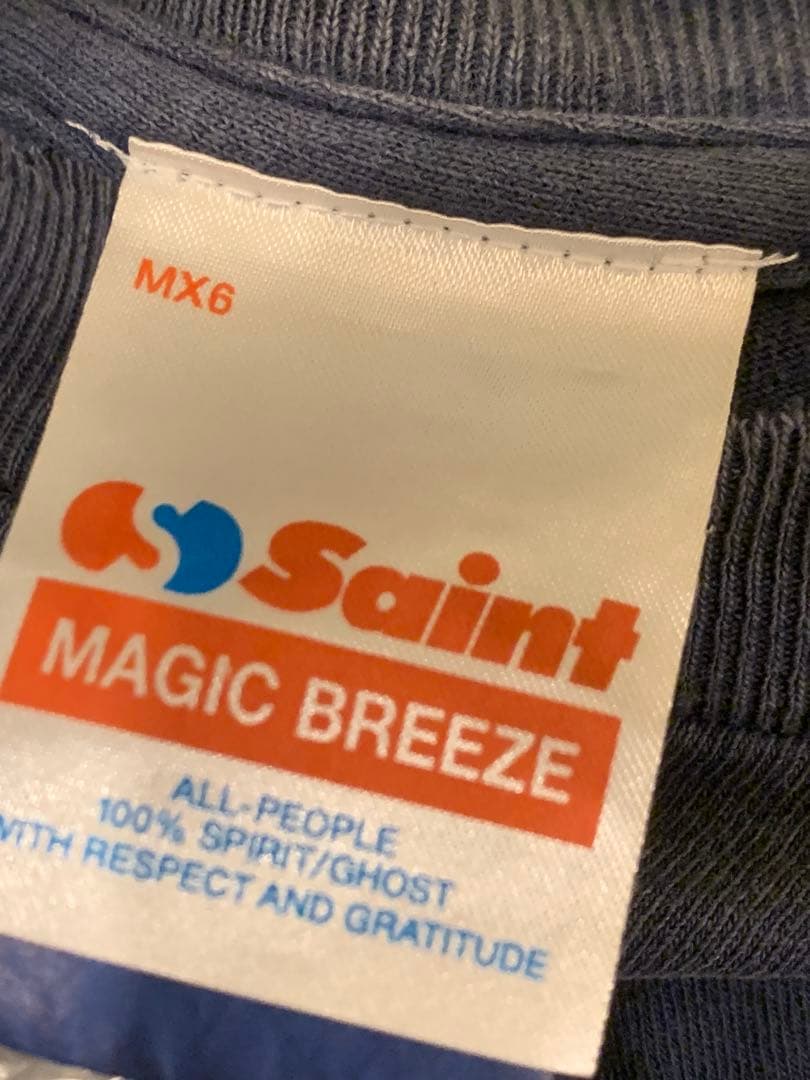 MX6
Saint
MAGIC BREEZE
ALL-PEOPLE
100% SPIRIT/GHOST
WITH RESPECT AND GRATITUDE